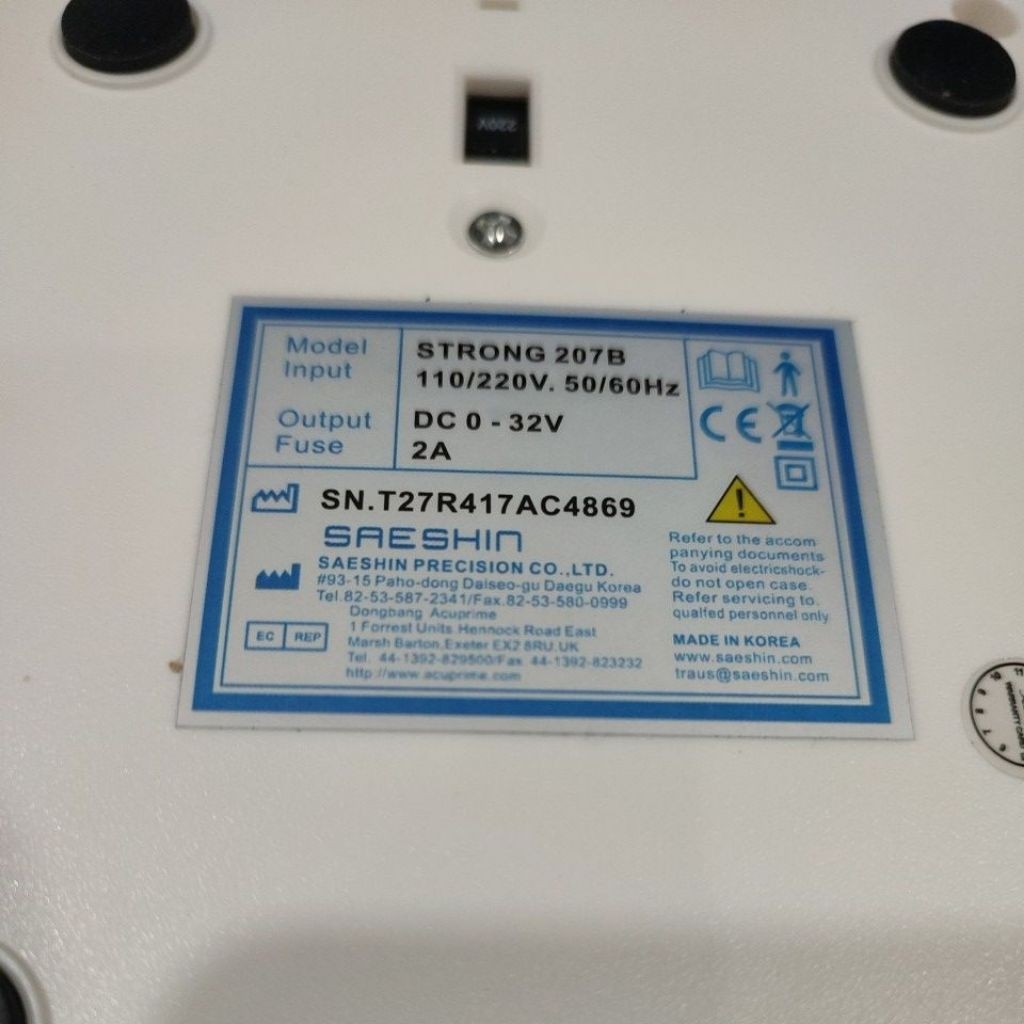 220V
Model STRONG 207B
Input 110/220V. 50/60Hz
Output DC 0 - 32V
Fuse 2A
SN.T27R417AC4869
SAESHIN
SAESHIN PRECISION CO.,LTD.
#93-15 Paho-dong Dalseo-gu Daegu Korea
Tel.82-53-587-2341/Fax.82-53-580-0999
EC REP
Dongbang Acuprime
1 Forrest Units Hennock Road East
Marsh Barton,Exeter EX2 8RU.UK
Tel. 44-1392-829500/Fax. 44-1392-823232
http://www.acuprime.com
CE
Refer to the accom
panying documents
To avoid electricshock-
do not open case.
Refer servicing to.
qualfed personnel only
MADE IN KOREA
www.saeshin.com
traus@saeshin.com